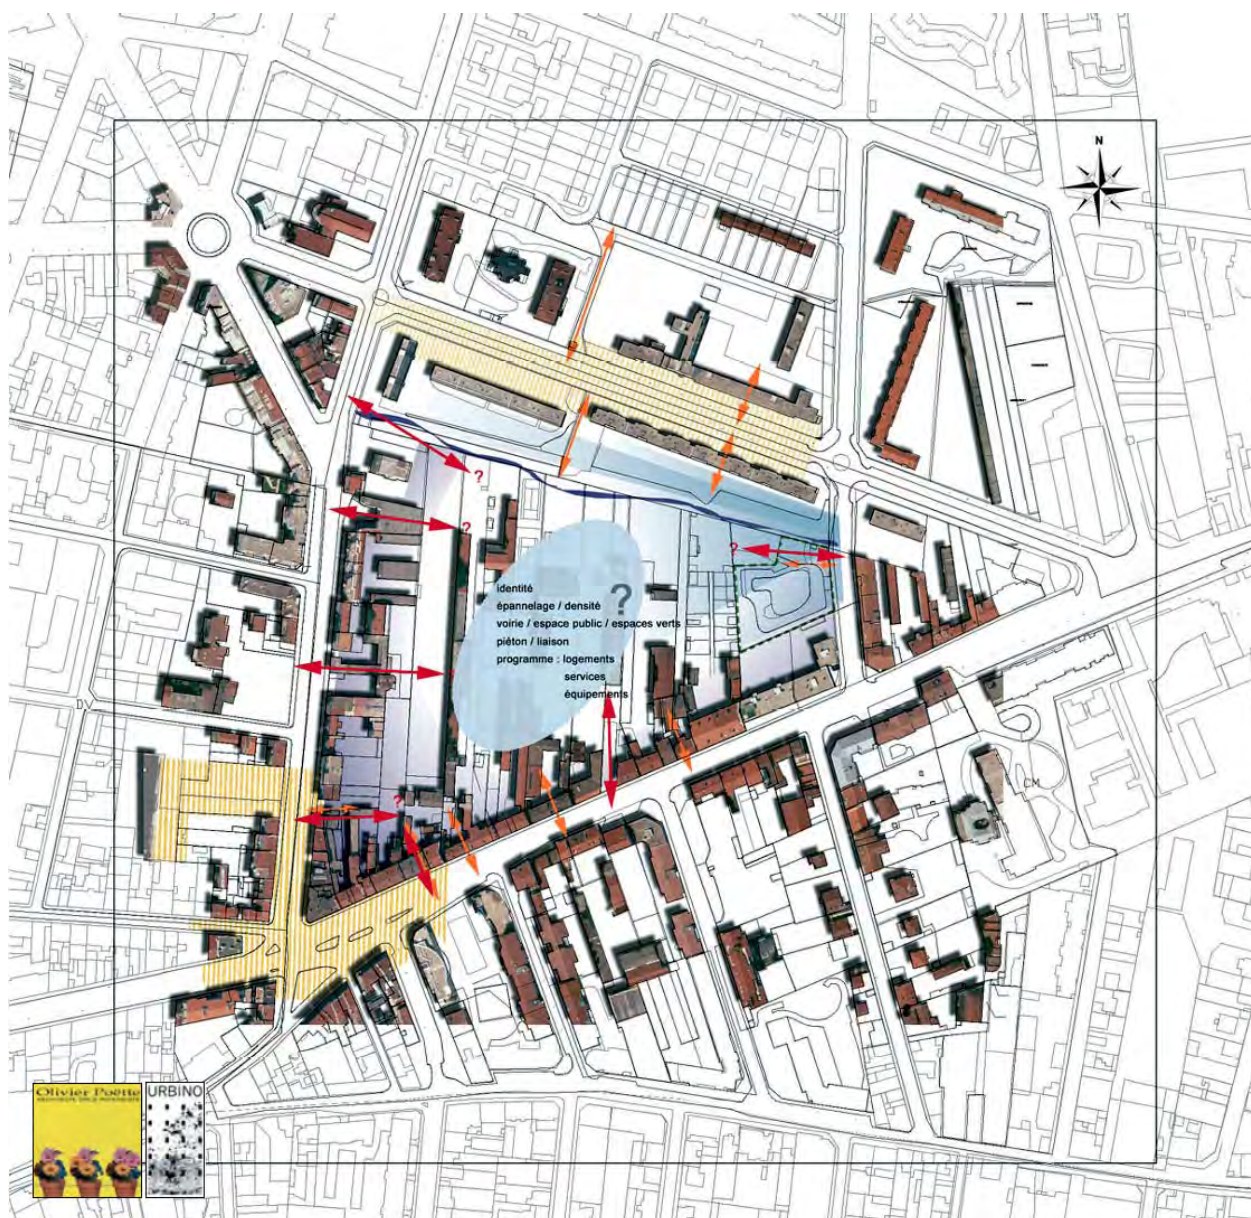 N
?
?
?
identité
?
épannelage / densité
voirie / espace public / espaces verts
piéton / liaison
programme : logements
services
équipements
?
Olivier Poette
URBINO